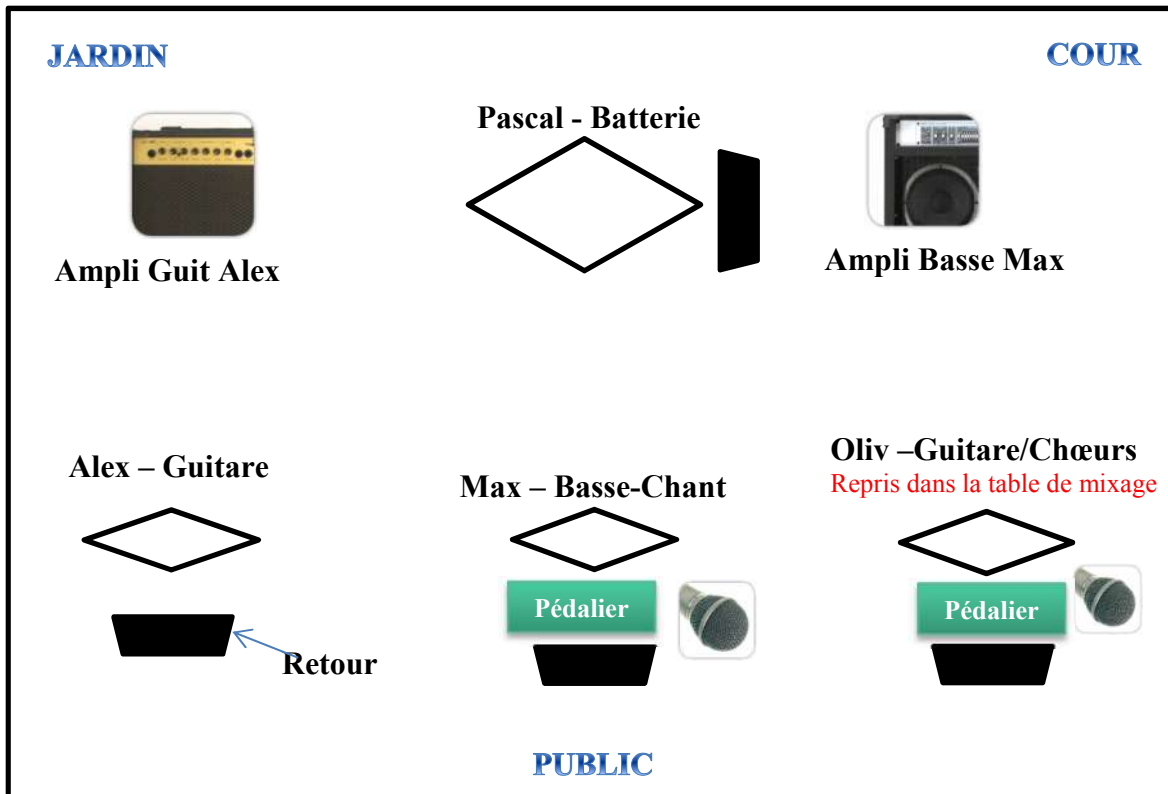 JARDIN
COUR
Pascal - Batterie
Ampli Guit Alex
Ampli Basse Max
Alex – Guitare
Max – Basse-Chant
Oliv –Guitare/Chœurs
Repris dans la table de mixage
Pédalier
Pédalier
Retour
PUBLIC